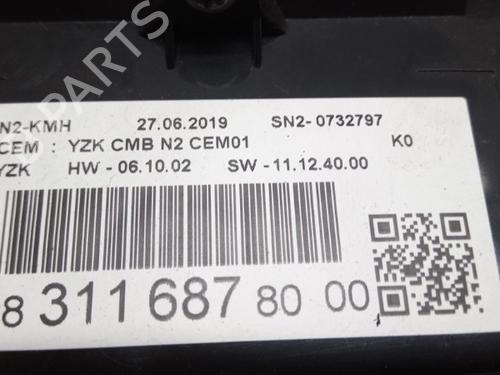 B PARTS
N2-KMH 27.06.2019 SN2- 0732797
CEM : YZK CMB N2 CEM01 K0
YZK HW - 06.10.02 SW - 11.12.40.00
8 311 687 80 00